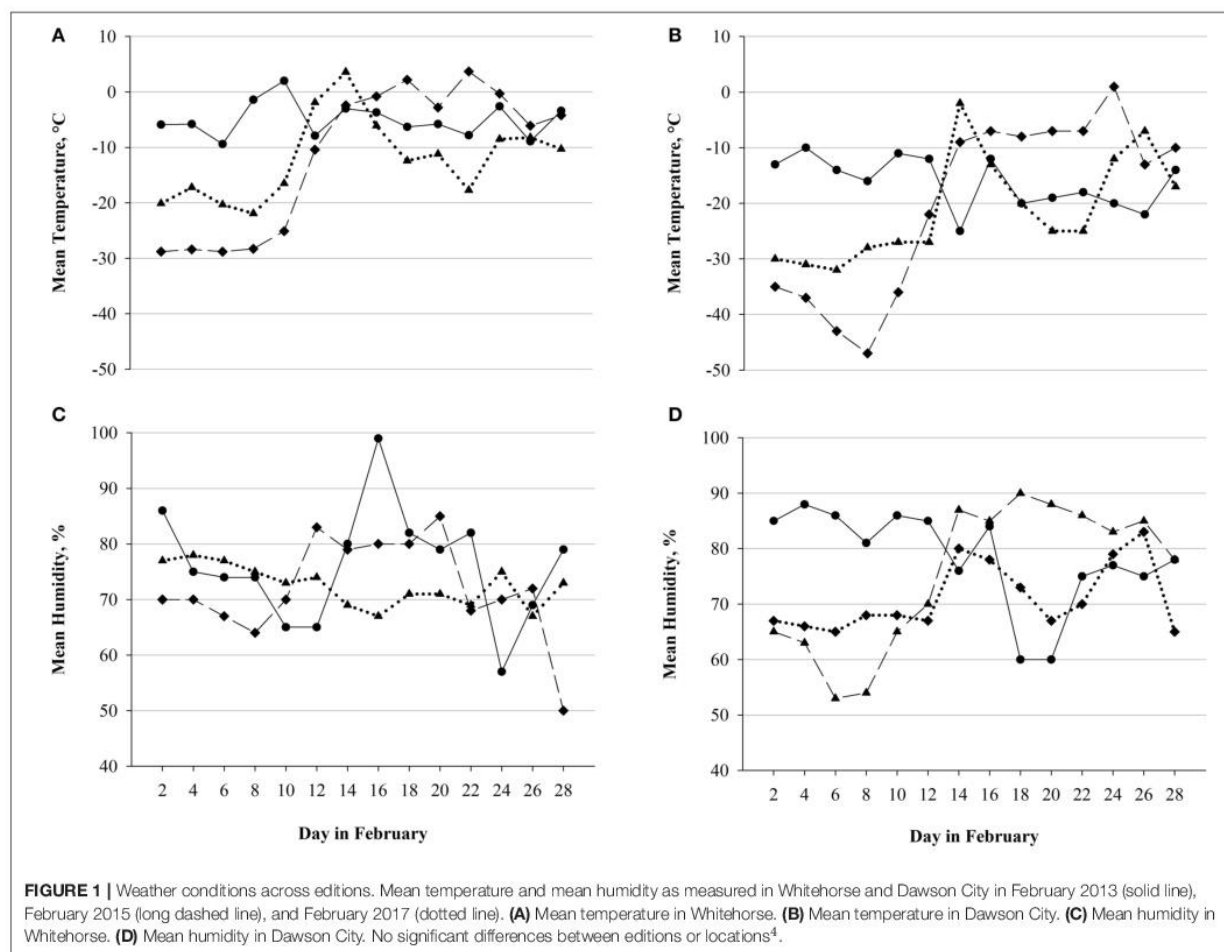 A
B
10
0
-10
-20
-30
-40
-50
Mean Temperature, °C
10
0
-10
-20
-30
-40
-50
Mean Temperature, °C
C
D
100
90
80
70
60
50
40
Mean Humidity, %
2 4 6 8 10 12 14 16 18 20 22 24 26 28
Day in February
100
90
80
70
60
50
40
Mean Humidity, %
2 4 6 8 10 12 14 16 18 20 22 24 26 28
Day in February
FIGURE 1 | Weather conditions across editions. Mean temperature and mean humidity as measured in Whitehorse and Dawson City in February 2013 (solid line),
February 2015 (long dashed line), and February 2017 (dotted line). (A) Mean temperature in Whitehorse. (B) Mean temperature in Dawson City. (C) Mean humidity in
Whitehorse. (D) Mean humidity in Dawson City. No significant differences between editions or locations⁴.